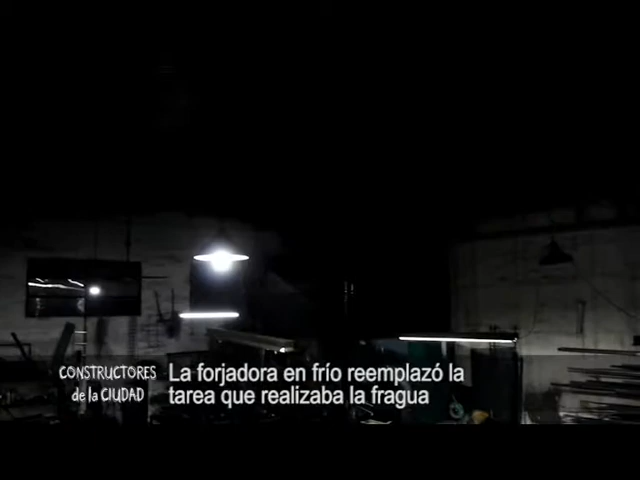 CONSTRUCTORES
de la CIUDAD
La forjadora en frío reemplazó la
tarea que realizaba la fragua